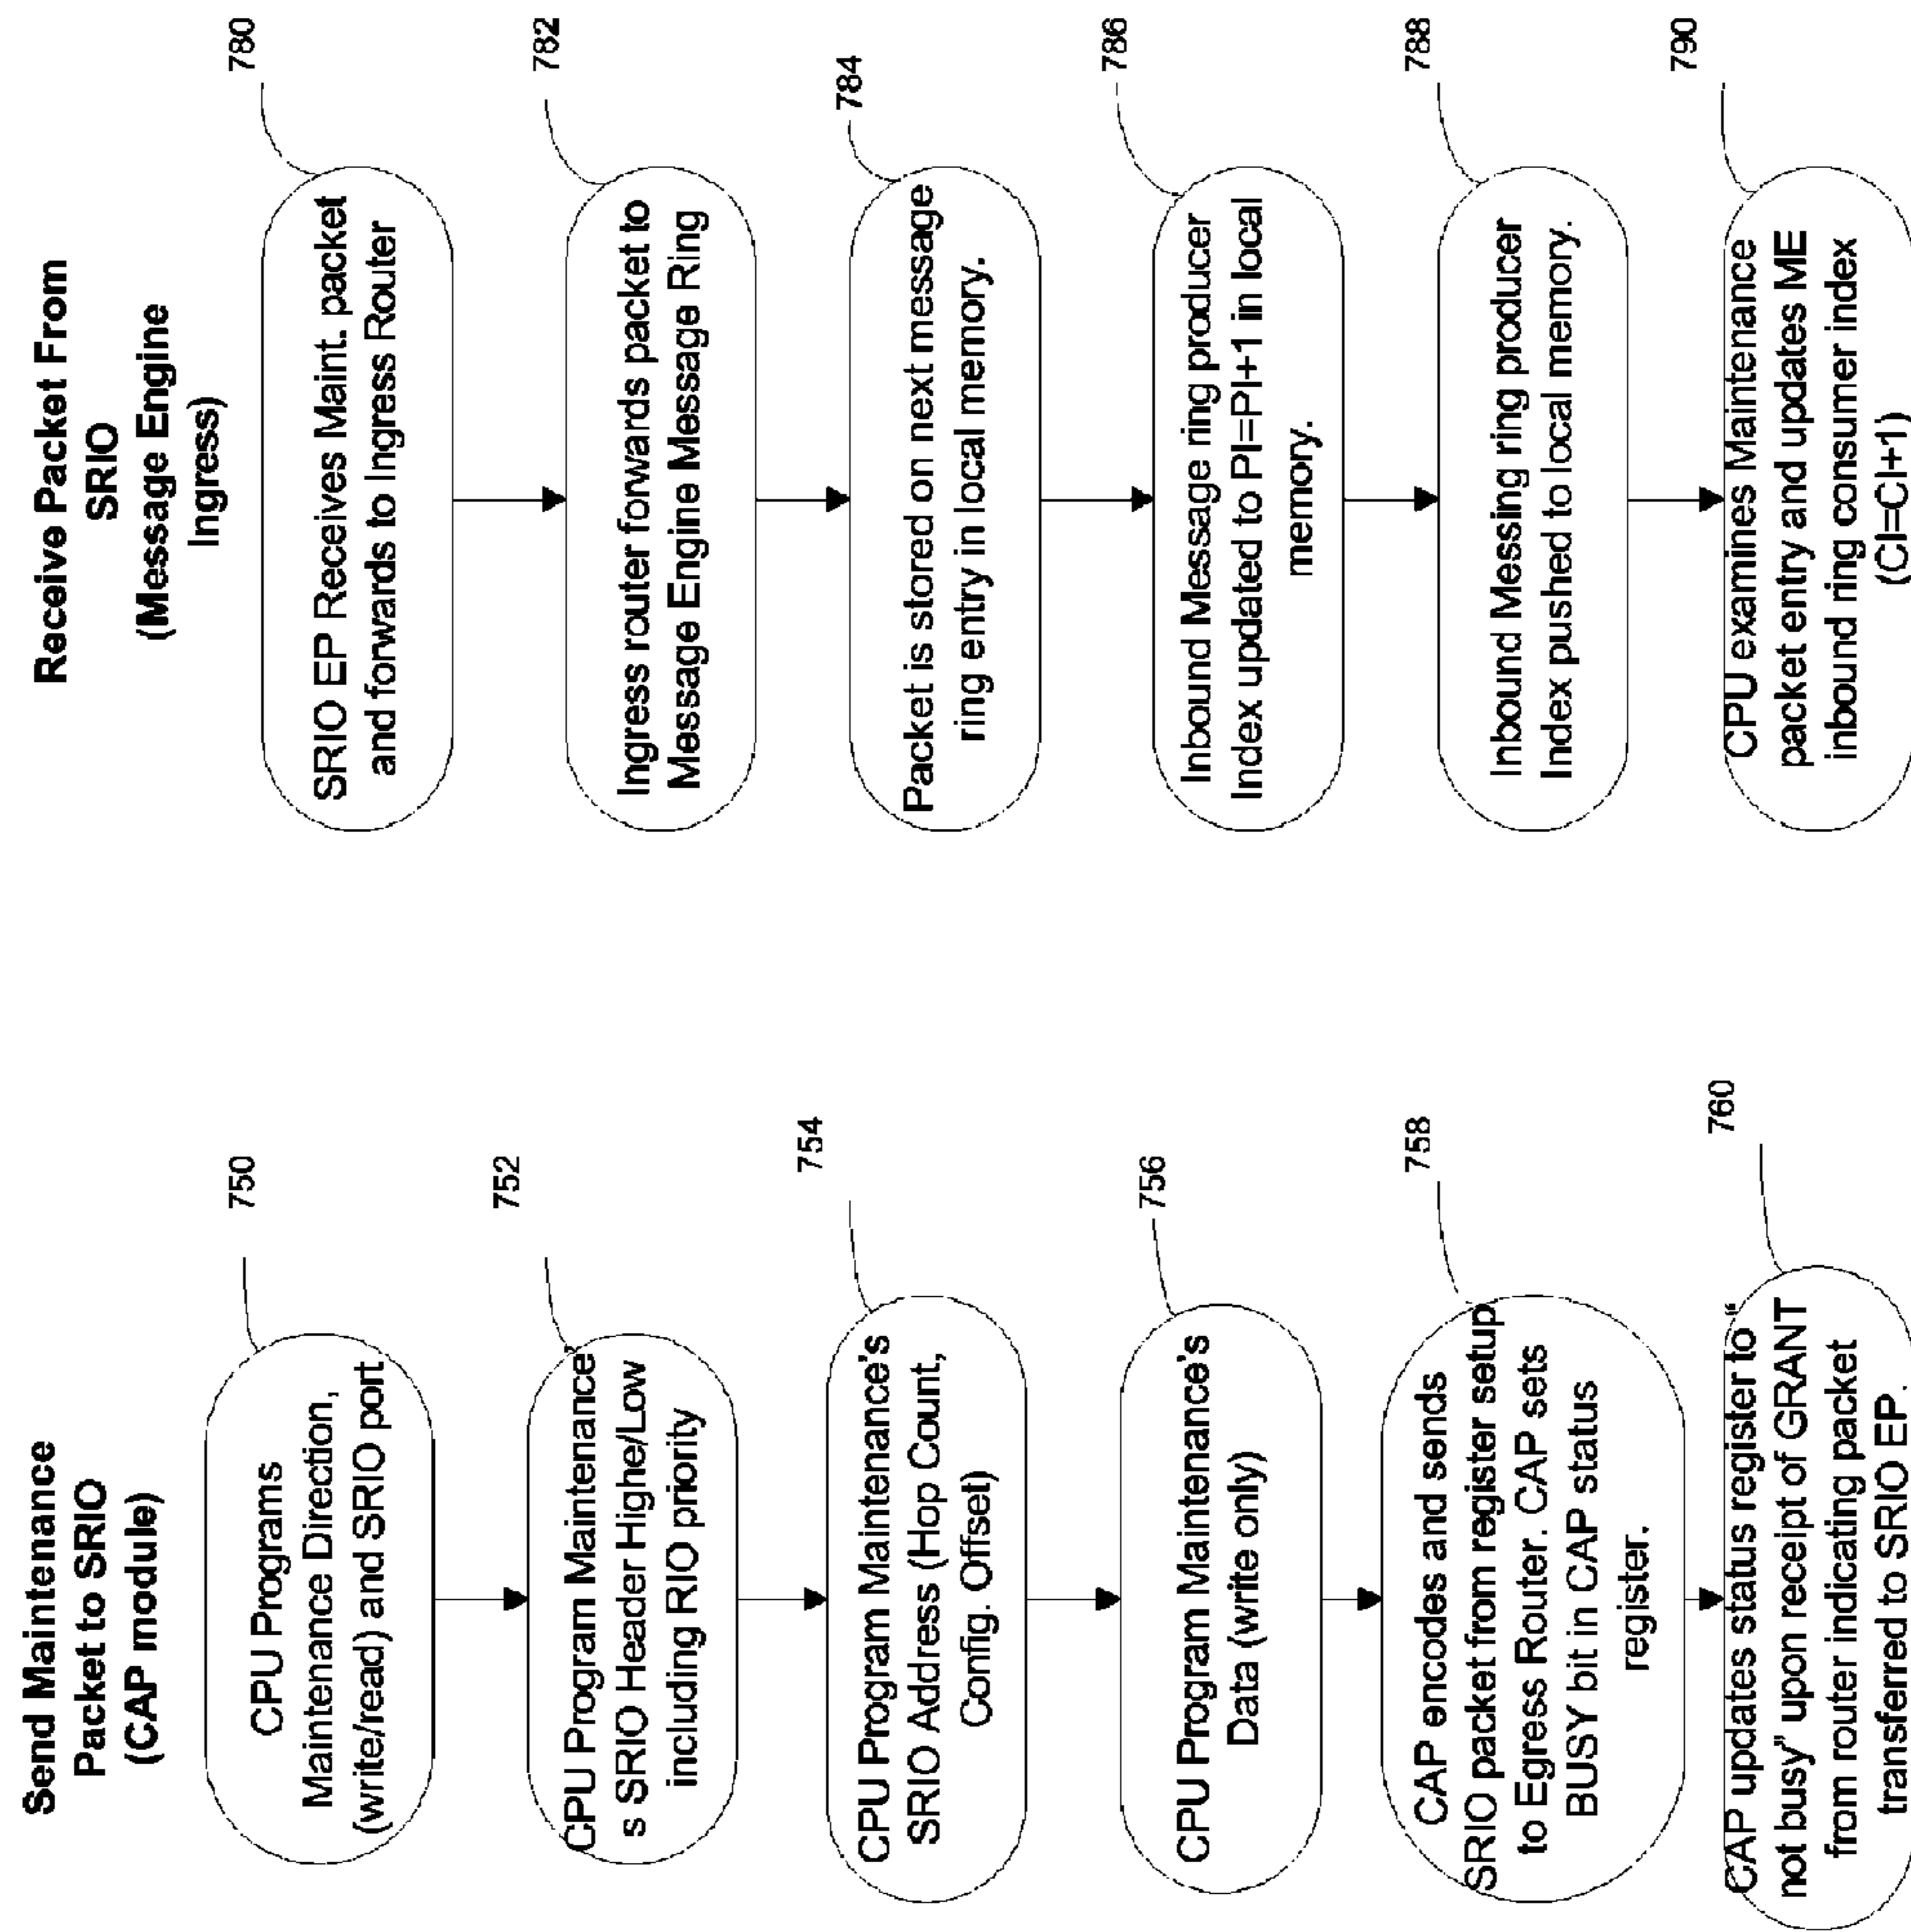 Send Maintenance
Packet to SRIO
(CAP module)
750
CPU Programs
Maintenance Direction,
(write/read) and SRIO port
752
CPU Program Maintenance'
s SRIO Header Highe/Low
including RIO priority
754
CPU Program Maintenance's
SRIO Address (Hop Count,
Config. Offset)
756
CPU Program Maintenance's
Data (write only)
758
CAP encodes and sends
SRIO packet from register setup
to Egress Router. CAP sets
BUSY bit in CAP status
register.
760
CAP updates status register to "
not busy" upon receipt of GRANT
from router indicating packet
transferred to SRIO EP.
Receive Packet From
SRIO
(Message Engine
Ingress)
780
SRIO EP Receives Maint. packet
and forwards to Ingress Router
782
Ingress router forwards packet to
Message Engine Message Ring
784
Packet is stored on next message
ring entry in local memory.
786
Inbound Message ring producer
Index updated to PI=PI+1 in local
memory.
788
Inbound Messing ring producer
Index pushed to local memory.
790
CPU examines Maintenance
packet entry and updates ME
inbound ring consumer index
(CI=CI+1)